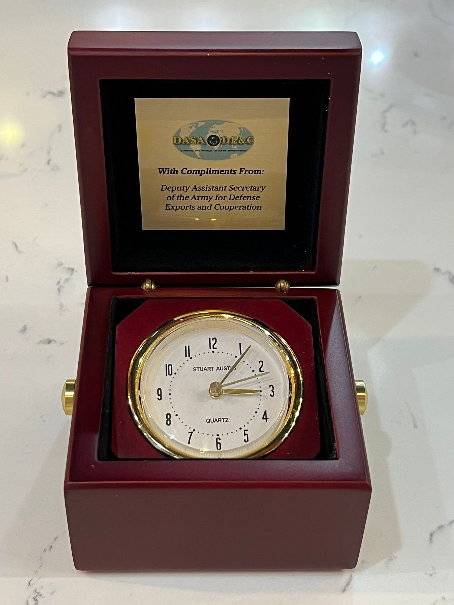 DASA DE&C
With Compliments From:
Deputy Assistant Secretary
of the Army for Defense
Exports and Cooperation
12
11 1
10 2
STUART AUSTIN
9 3
8 4
QUARTZ
7 5
6